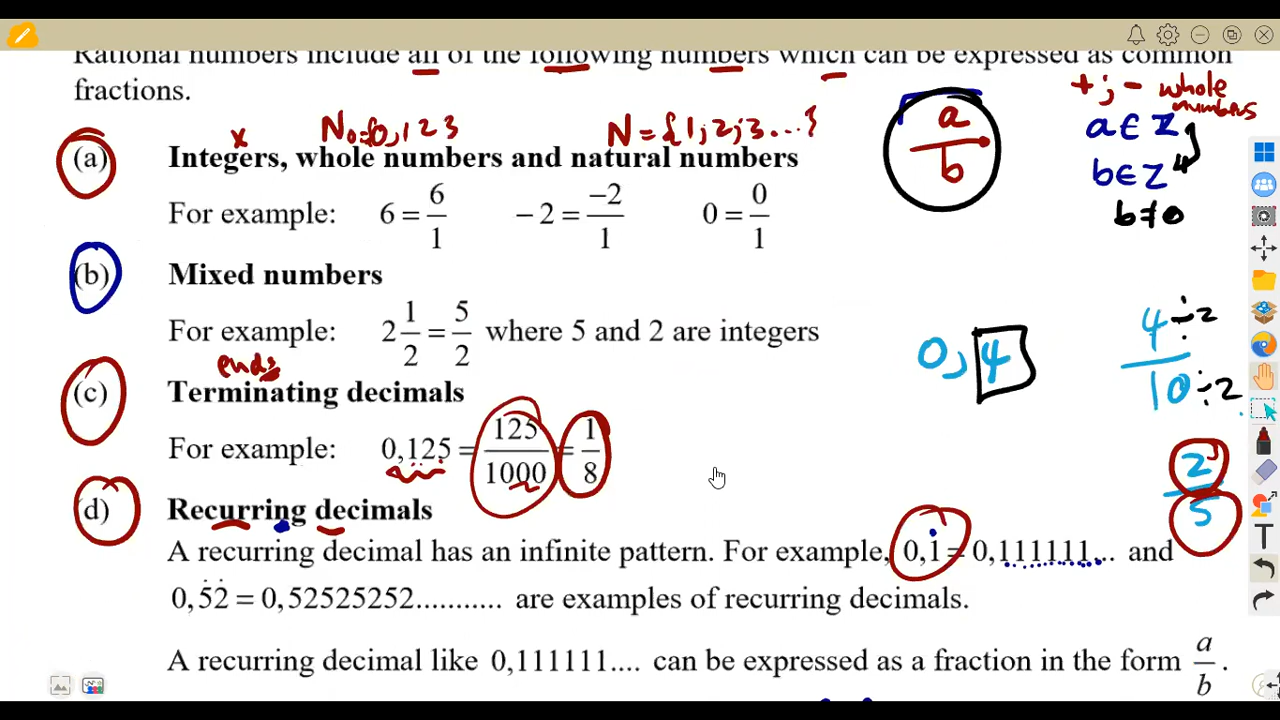 Rational numbers include all of the following numbers which can be expressed as common
fractions.
+ ; - whole
numbers
a ∈ Z
b ∈ Z
b ≠ 0
a
b
x N₀={0,123 N={1;2;3...}
(a) Integers, whole numbers and natural numbers
For example: 6 = 6/1 −2 = −2/1 0 = 0/1
(b) Mixed numbers
For example: 2 1/2 = 5/2 where 5 and 2 are integers
0,4 4÷2
10÷2
ends
(c) Terminating decimals
For example: 0,125 = 125/1000 = 1/8
2
5
(d) Recurring decimals
A recurring decimal has an infinite pattern. For example, 0,1̇ = 0,111111... and
0,5̇2̇ = 0,52525252........... are examples of recurring decimals.
A recurring decimal like 0,111111.... can be expressed as a fraction in the form a/b.
T